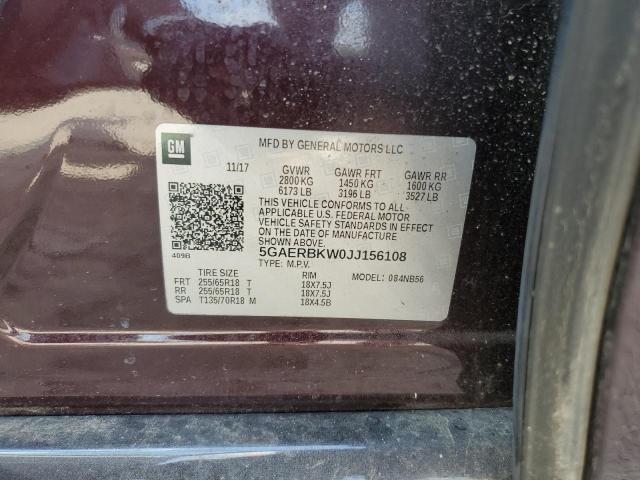 GM
MFD BY GENERAL MOTORS LLC
11/17 GVWR GAWR FRT GAWR RR
2800 KG 1450 KG 1600 KG
6173 LB 3196 LB 3527 LB
THIS VEHICLE CONFORMS TO ALL
APPLICABLE U.S. FEDERAL MOTOR
VEHICLE SAFETY STANDARDS IN EFFECT
ON THE DATE OF MANUFACTURE
SHOWN ABOVE.
409B 5GAERBKW0JJ156108
TYPE: M.P.V. MODEL: 084NB56
TIRE SIZE RIM
FRT 255/65R18 T 18X7.5J
RR 255/65R18 T 18X7.5J
SPA T135/70R18 M 18X4.5B